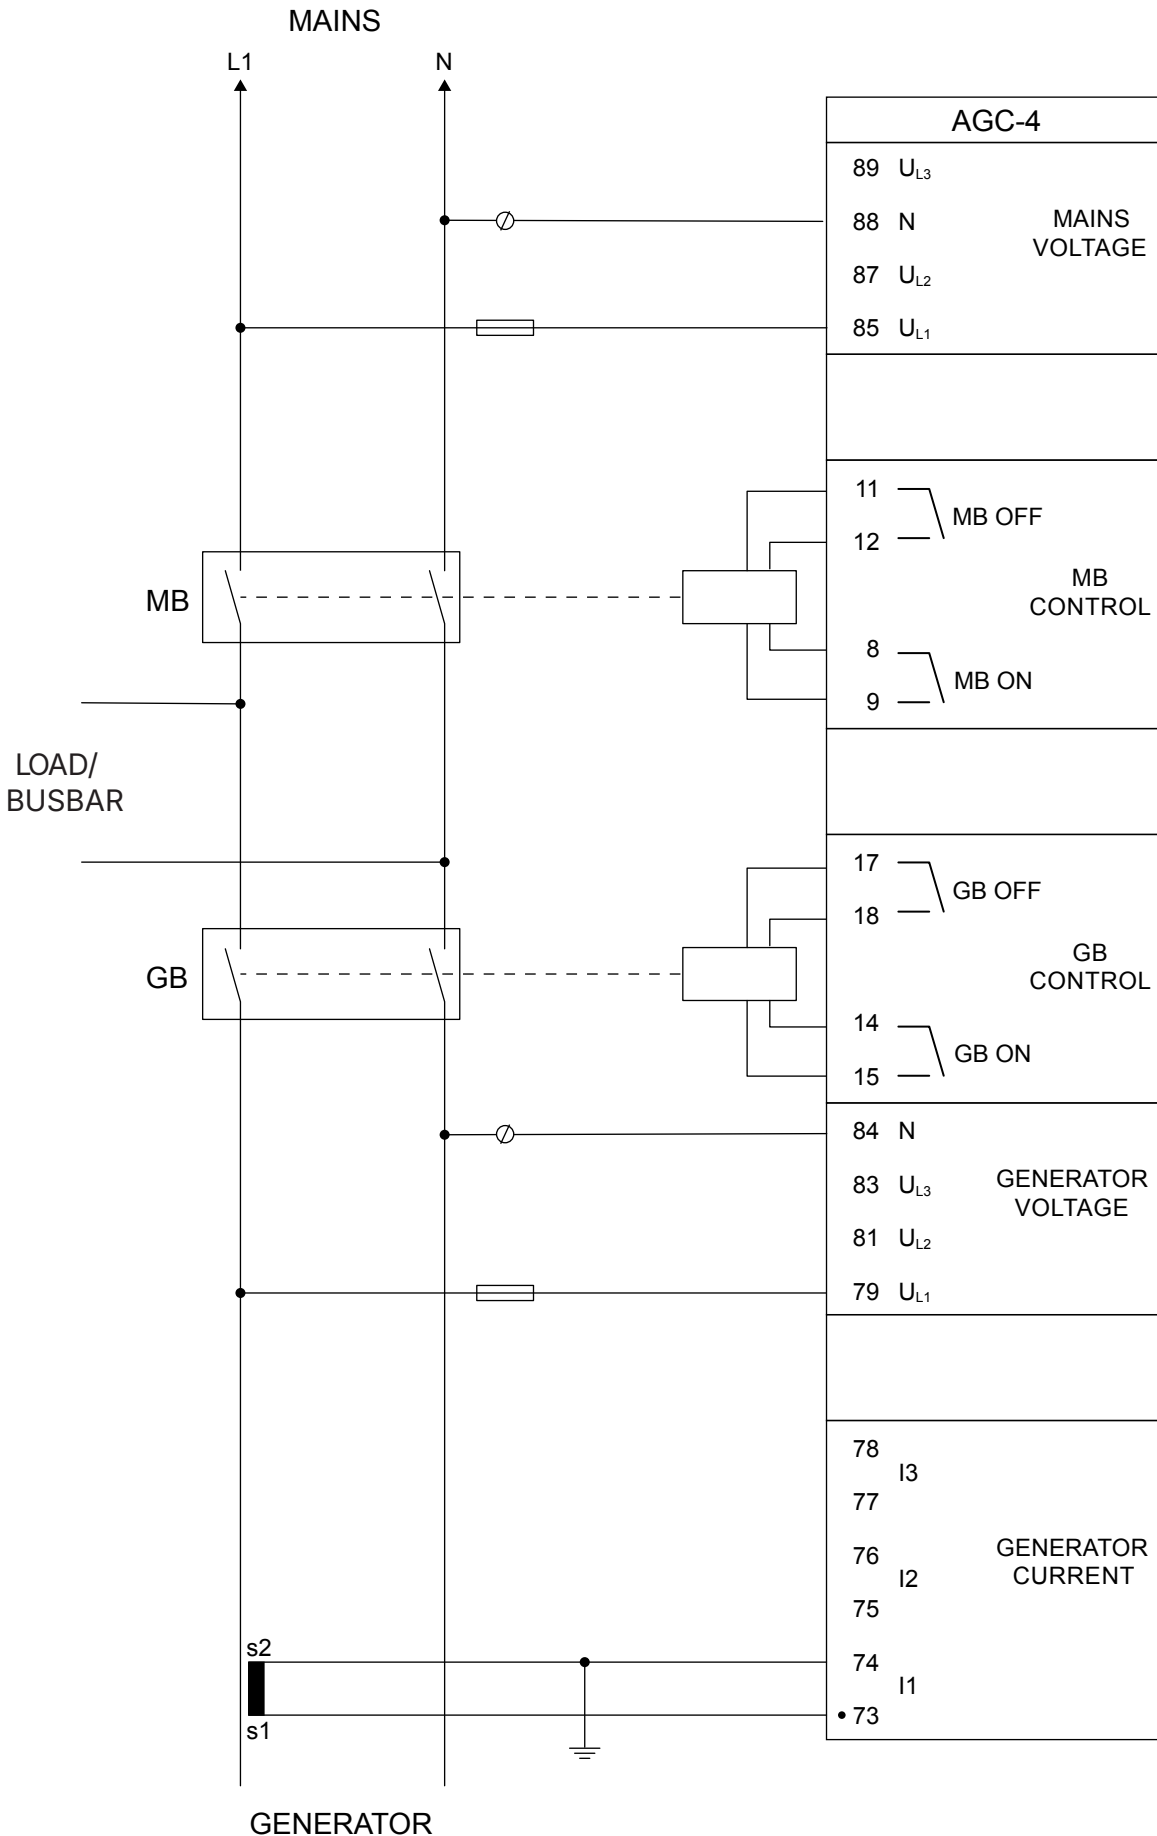 MAINS
L1 N
AGC-4
89 UL3
88 N
MAINS
VOLTAGE
87 UL2
85 UL1
11
MB OFF
12
MB
CONTROL
MB
8
MB ON
9
LOAD/
BUSBAR
17
GB OFF
18
GB
CONTROL
GB
14
GB ON
15
84 N
83 UL3
GENERATOR
VOLTAGE
81 UL2
79 UL1
78
I3
77
76
GENERATOR
CURRENT
I2
75
s2
74
I1
73
s1
GENERATOR